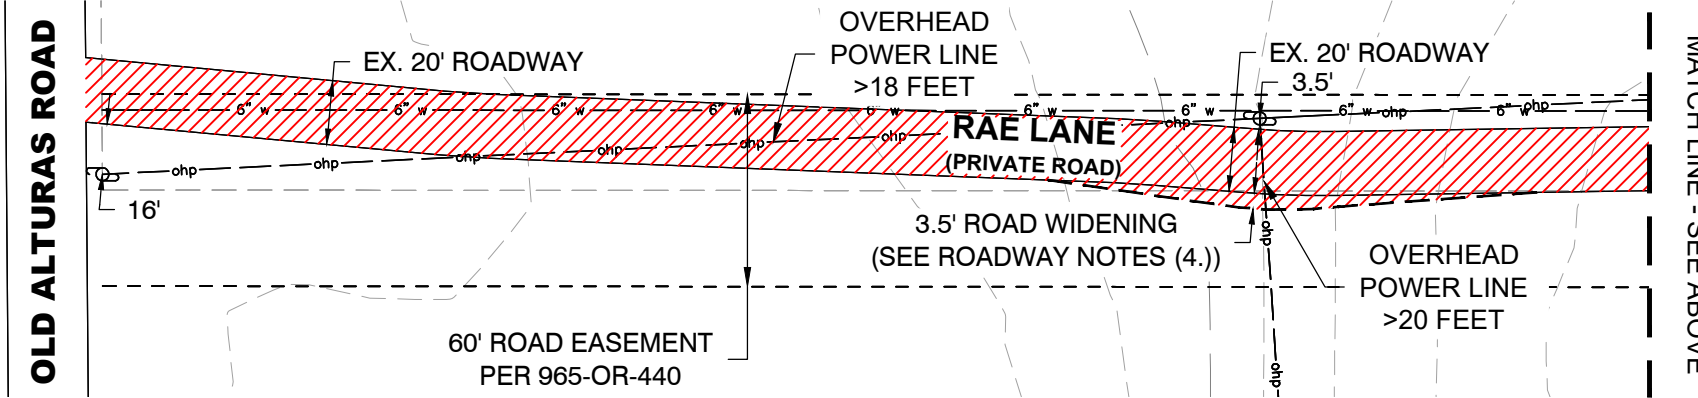 OLD ALTURAS ROAD
EX. 20' ROADWAY
OVERHEAD
POWER LINE
>18 FEET
EX. 20' ROADWAY
3.5'
6" w
6" w
6" w
6" w
6" w
6" w
6" w
6" w
6" w
ohp
ohp
ohp
ohp
ohp
ohp
ohp
ohp
ohp
RAE LANE
(PRIVATE ROAD)
16'
3.5' ROAD WIDENING
(SEE ROADWAY NOTES (4.))
ohp
OVERHEAD
POWER LINE
>20 FEET
60' ROAD EASEMENT
PER 965-OR-440
ohp
MATCH LINE - SEE ABOVE